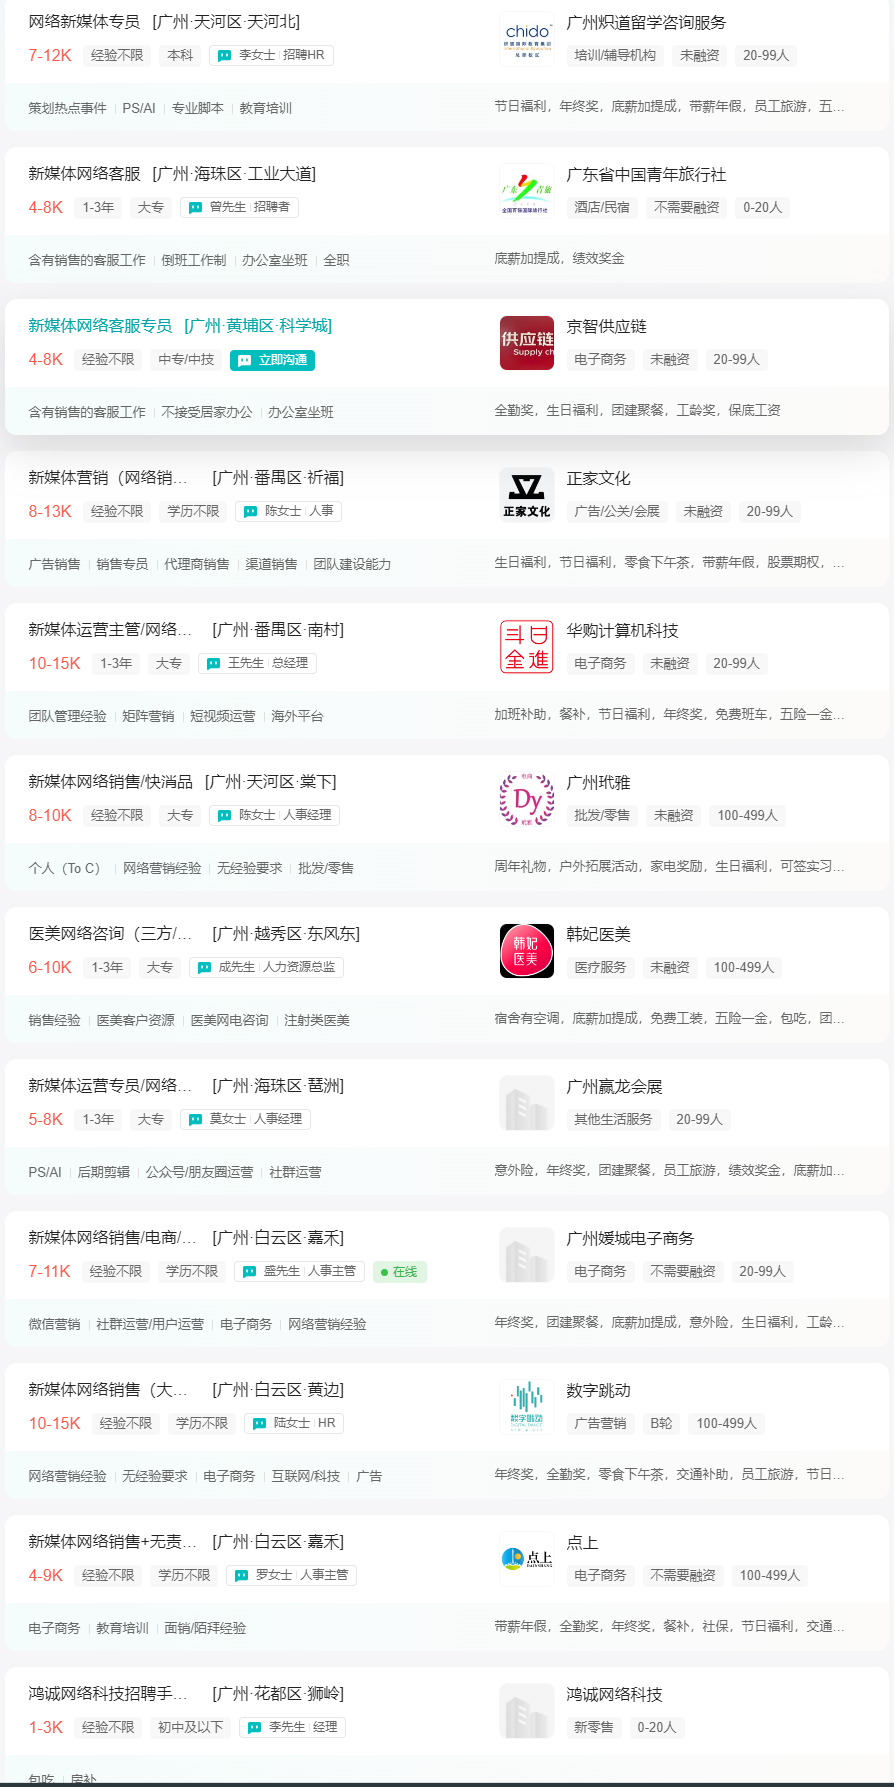 网络新媒体专员 [广州·天河区·天河北]
7-12K 经验不限 本科 李女士 招聘HR
策划热点事件 PS/AI 专业脚本 教育培训
chido
广州炽道留学咨询服务
培训/辅导机构 未融资 20-99人
节日福利，年终奖，底薪加提成，带薪年假，员工旅游，五...
新媒体网络客服 [广州·海珠区·工业大道]
4-8K 1-3年 大专 曾先生 招聘者
含有销售的客服工作 倒班工作制 办公室坐班 全职
广东省中国青年旅行社
酒店/民宿 不需要融资 0-20人
底薪加提成，绩效奖金
新媒体网络客服专员 [广州·黄埔区·科学城]
4-8K 经验不限 中专/中技 立即沟通
含有销售的客服工作 不接受居家办公 办公室坐班
供应链
Supply ch
京智供应链
电子商务 未融资 20-99人
全勤奖，生日福利，团建聚餐，工龄奖，保底工资
新媒体营销（网络销... [广州·番禺区·祈福]
8-13K 经验不限 学历不限 陈女士 人事
广告销售 销售专员 代理商销售 渠道销售 团队建设能力
正家文化
正家文化
广告/公关/会展 未融资 20-99人
生日福利，节日福利，零食下午茶，带薪年假，股票期权，...
新媒体运营主管/网络... [广州·番禺区·南村]
10-15K 1-3年 大专 王先生 总经理
团队管理经验 矩阵营销 短视频运营 海外平台
斗日
金進
华购计算机科技
电子商务 未融资 20-99人
加班补助，餐补，节日福利，年终奖，免费班车，五险一金...
新媒体网络销售/快消品 [广州·天河区·棠下]
8-10K 经验不限 大专 陈女士 人事经理
个人（To C） 网络营销经验 无经验要求 批发/零售
Dy
广州玳雅
批发/零售 未融资 100-499人
周年礼物，户外拓展活动，家电奖励，生日福利，可签实习...
医美网络咨询（三方/... [广州·越秀区·东风东]
6-10K 1-3年 大专 成先生 人力资源总监
销售经验 医美客户资源 医美网电咨询 注射类医美
韩妃
医美
韩妃医美
医疗服务 未融资 100-499人
宿舍有空调，底薪加提成，免费工装，五险一金，包吃，团...
新媒体运营专员/网络... [广州·海珠区·琶洲]
5-8K 1-3年 大专 莫女士 人事经理
PS/AI 后期剪辑 公众号/朋友圈运营 社群运营
广州赢龙会展
其他生活服务 20-99人
意外险，年终奖，团建聚餐，员工旅游，绩效奖金，底薪加...
新媒体网络销售/电商/... [广州·白云区·嘉禾]
7-11K 经验不限 学历不限 盛先生 人事主管 在线
微信营销 社群运营/用户运营 电子商务 网络营销经验
广州媛城电子商务
电子商务 不需要融资 20-99人
年终奖，团建聚餐，底薪加提成，意外险，生日福利，工龄...
新媒体网络销售（大... [广州·白云区·黄边]
10-15K 经验不限 学历不限 陆女士 HR
网络营销经验 无经验要求 电子商务 互联网/科技 广告
数字跳动
数字跳动
广告营销 B轮 100-499人
年终奖，全勤奖，零食下午茶，交通补助，员工旅游，节日...
新媒体网络销售+无责... [广州·白云区·嘉禾]
4-9K 经验不限 学历不限 罗女士 人事主管
电子商务 教育培训 面销/陌拜经验
点上
点上
电子商务 不需要融资 100-499人
带薪年假，全勤奖，年终奖，餐补，社保，节日福利，交通...
鸿诚网络科技招聘手... [广州·花都区·狮岭]
1-3K 经验不限 初中及以下 李先生 经理
包吃 房补
鸿诚网络科技
新零售 0-20人